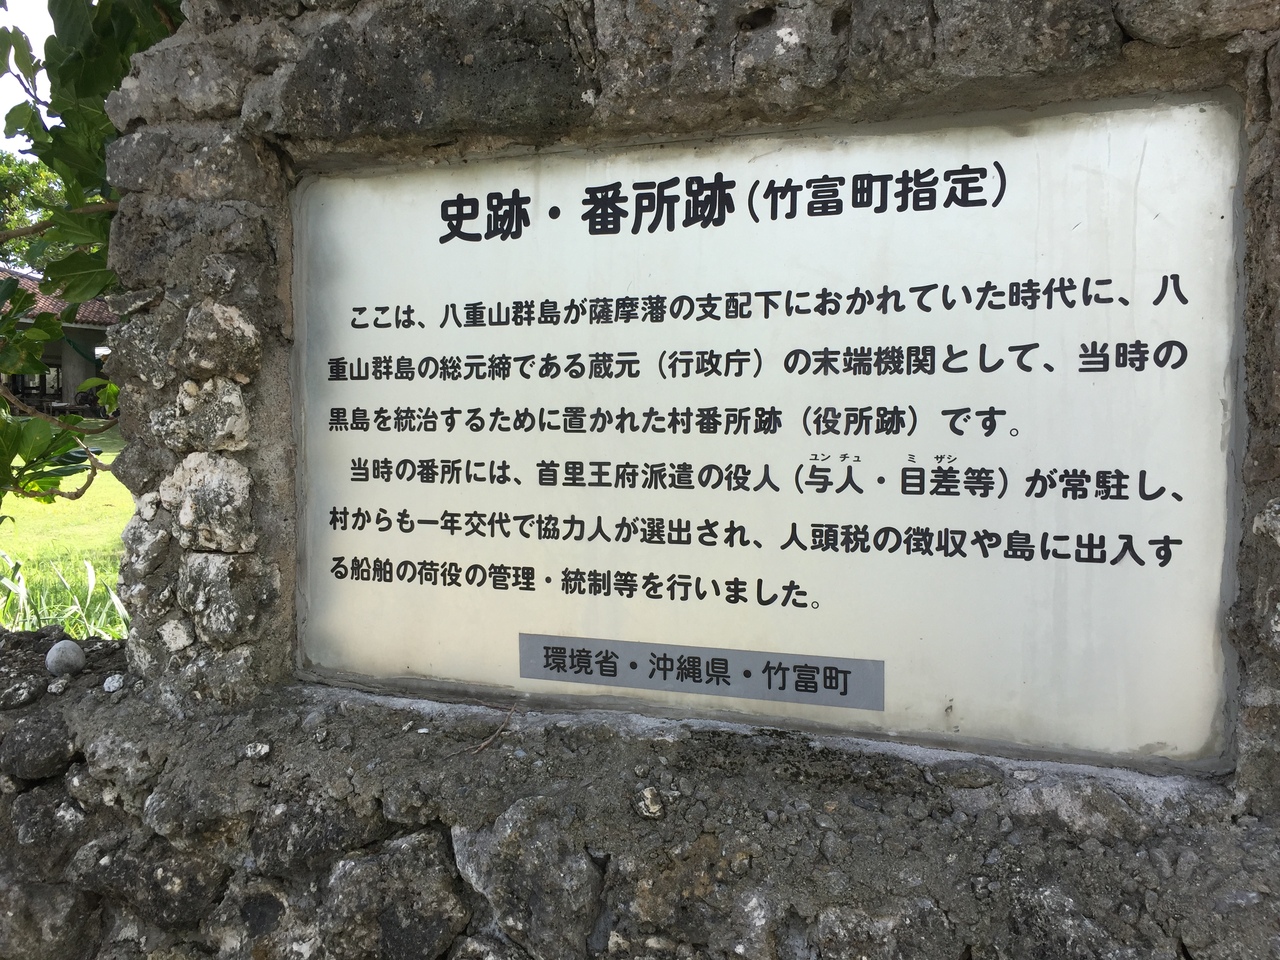 史跡・番所跡(竹富町指定)
ここは、八重山群島が薩摩藩の支配下におかれていた時代に、八
重山群島の総元締である蔵元（行政庁）の末端機関として、当時の
黒島を統治するために置かれた村番所跡（役所跡）です。
ユンチュ ミザシ
当時の番所には、首里王府派遣の役人（与人・目差等）が常駐し、
村からも一年交代で協力人が選出され、人頭税の徴収や島に出入す
る船舶の荷役の管理・統制等を行いました。
環境省・沖縄県・竹富町